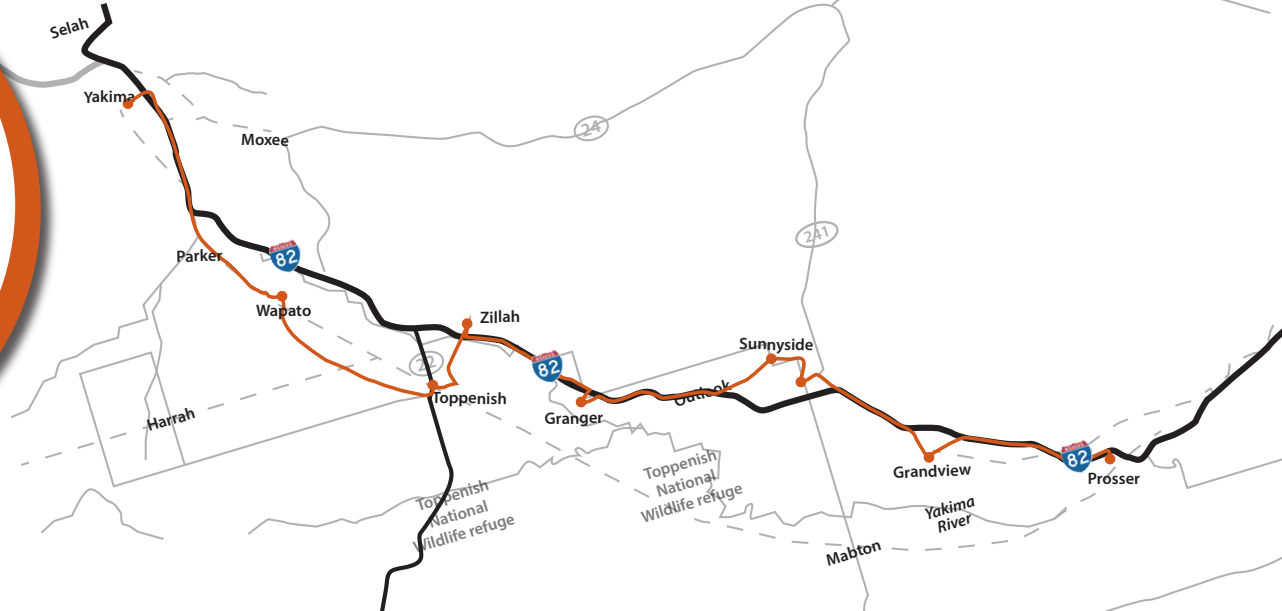 Selah
Yakima
Moxee
24
241
Parker
82
Wapato
Zillah
22
82
Sunnyside
Toppenish
Outlook
Granger
Harrah
Grandview
82
Prosser
Toppenish
National
Wildlife refuge
Toppenish
National
Wildlife refuge
Yakima
River
Mabton